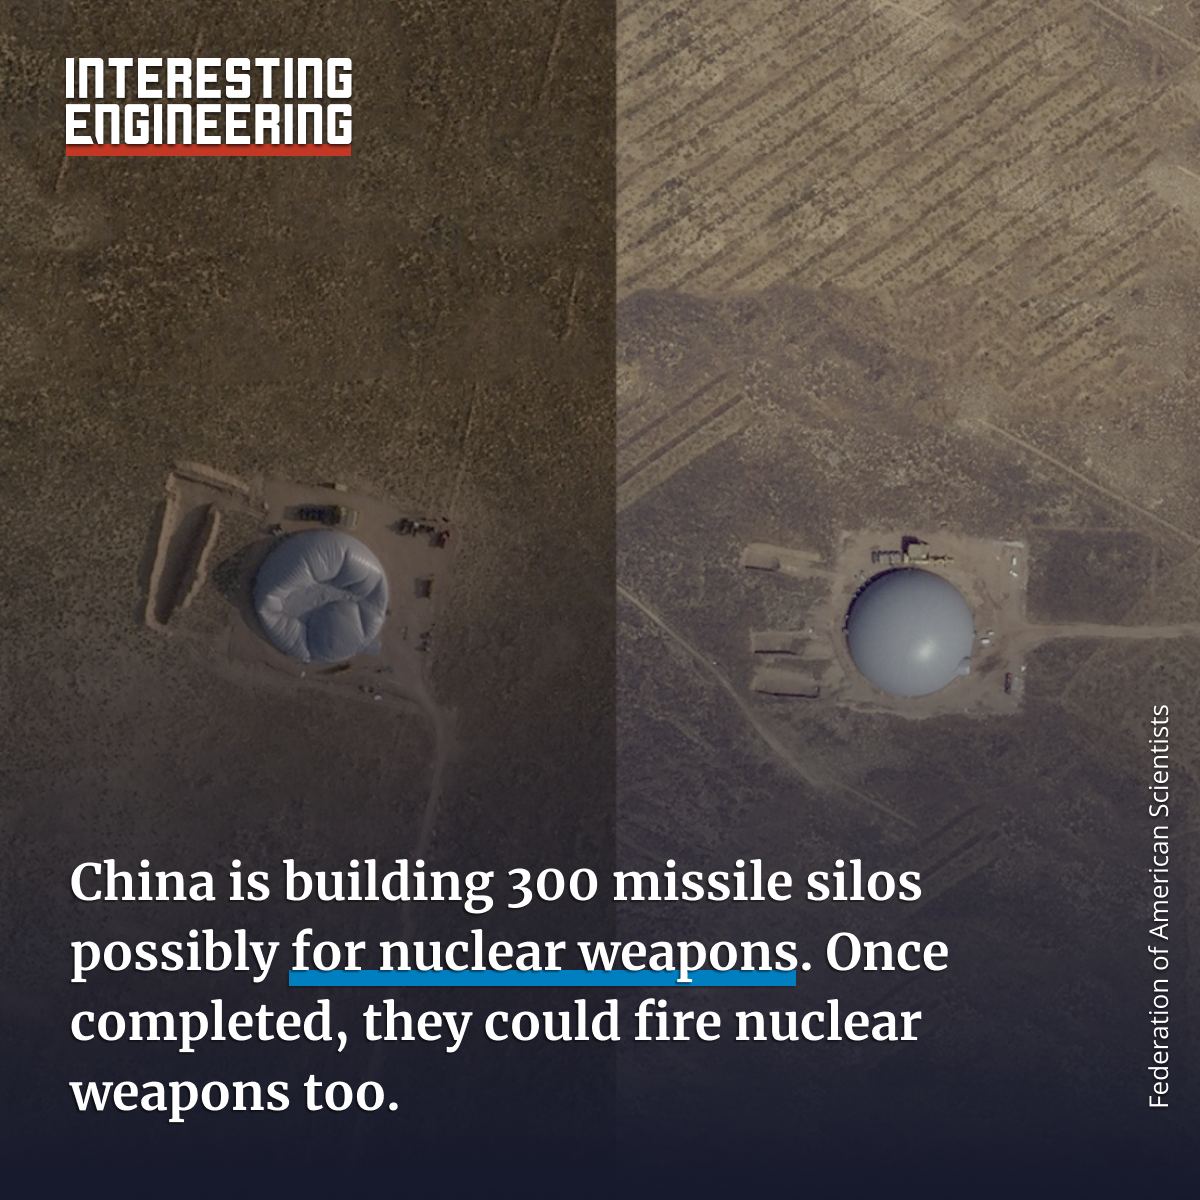 INTERESTING
ENGINEERING
China is building 300 missile silos
possibly for nuclear weapons. Once
completed, they could fire nuclear
weapons too.
Federation of American Scientists